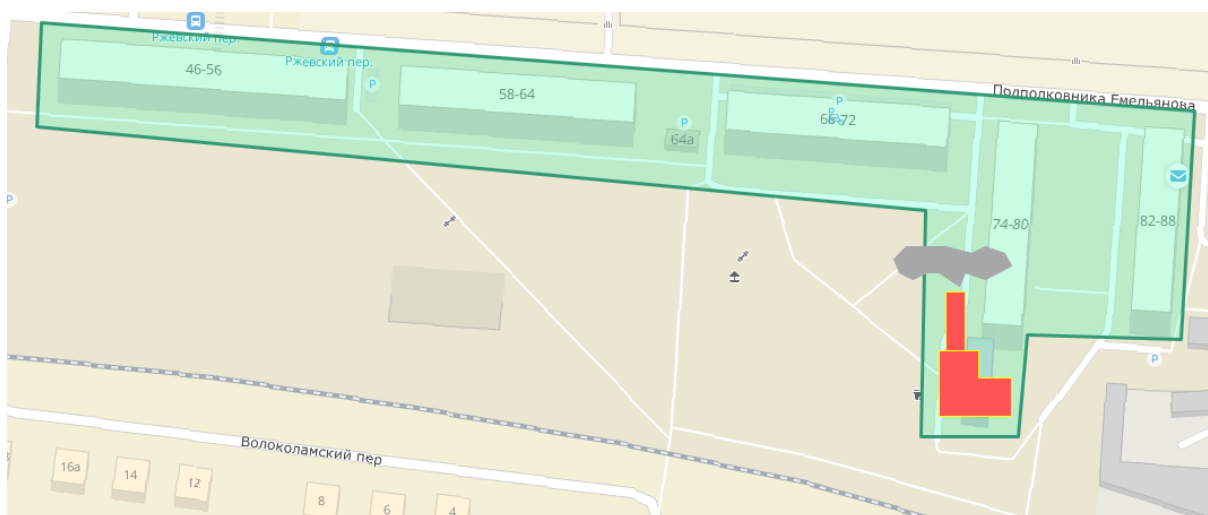 Ржевский пер.
Ржевский пер.
46-56
P
58-64
P
64а
P
66-72
Подполковника Емельянова
74-80
82-88
P
P
Волоколамский пер
16а
14
12
8
6
4